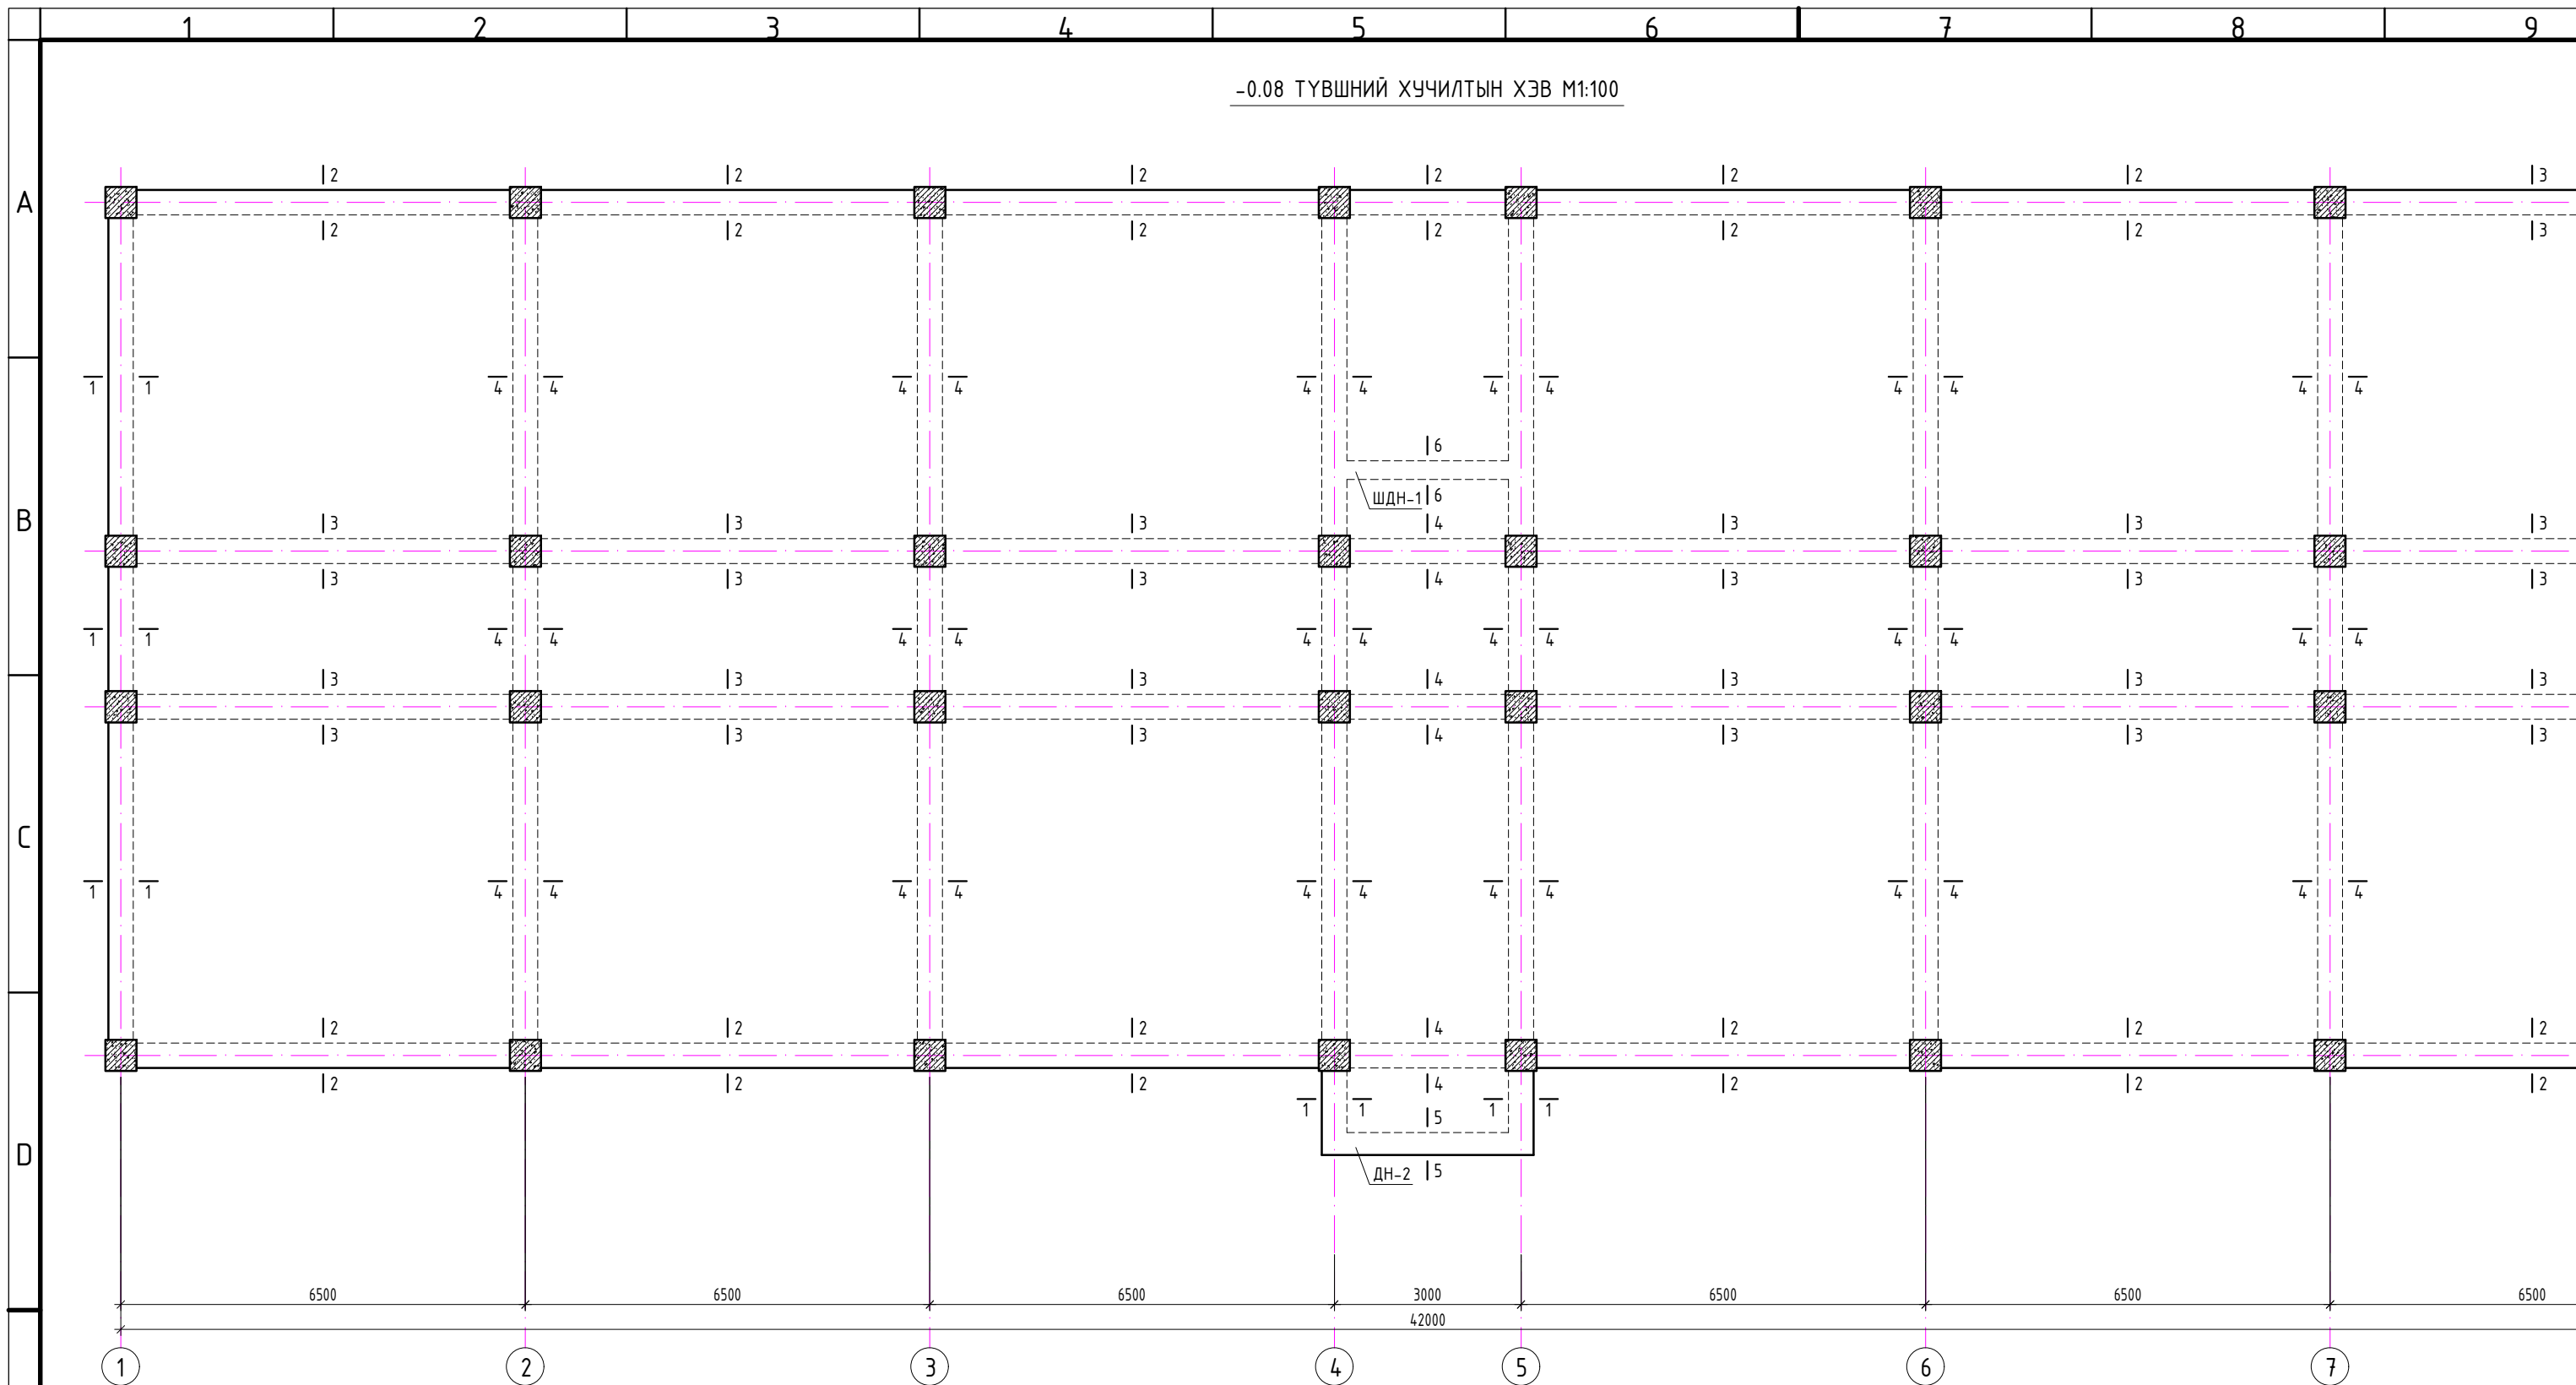 1 2 3 4 5 6 7 8 9
-0.08 ТҮВШНИЙ ХУЧИЛТЫН ХЭВ М1:100
2 2 2 2 2 2 3
A
2 2 2 2 2 2 3
1 1 4 4 4 4 4 4 4 4 4 4 4 4
6
ШДН-1 6
B
3 3 3 4 3 3 3
3 3 3 4 3 3 3
1 1 4 4 4 4 4 4 4 4 4 4 4 4
3 3 3 4 3 3 3
3 3 3 4 3 3 3
C
1 1 4 4 4 4 4 4 4 4 4 4 4 4
2 2 2 4 2 2 2
2 2 2 4 2 2 2
1 1 1 1
5
D
ДН-2 5
6500 6500 6500 3000 6500 6500 6500
42000
1 2 3 4 5 6 7